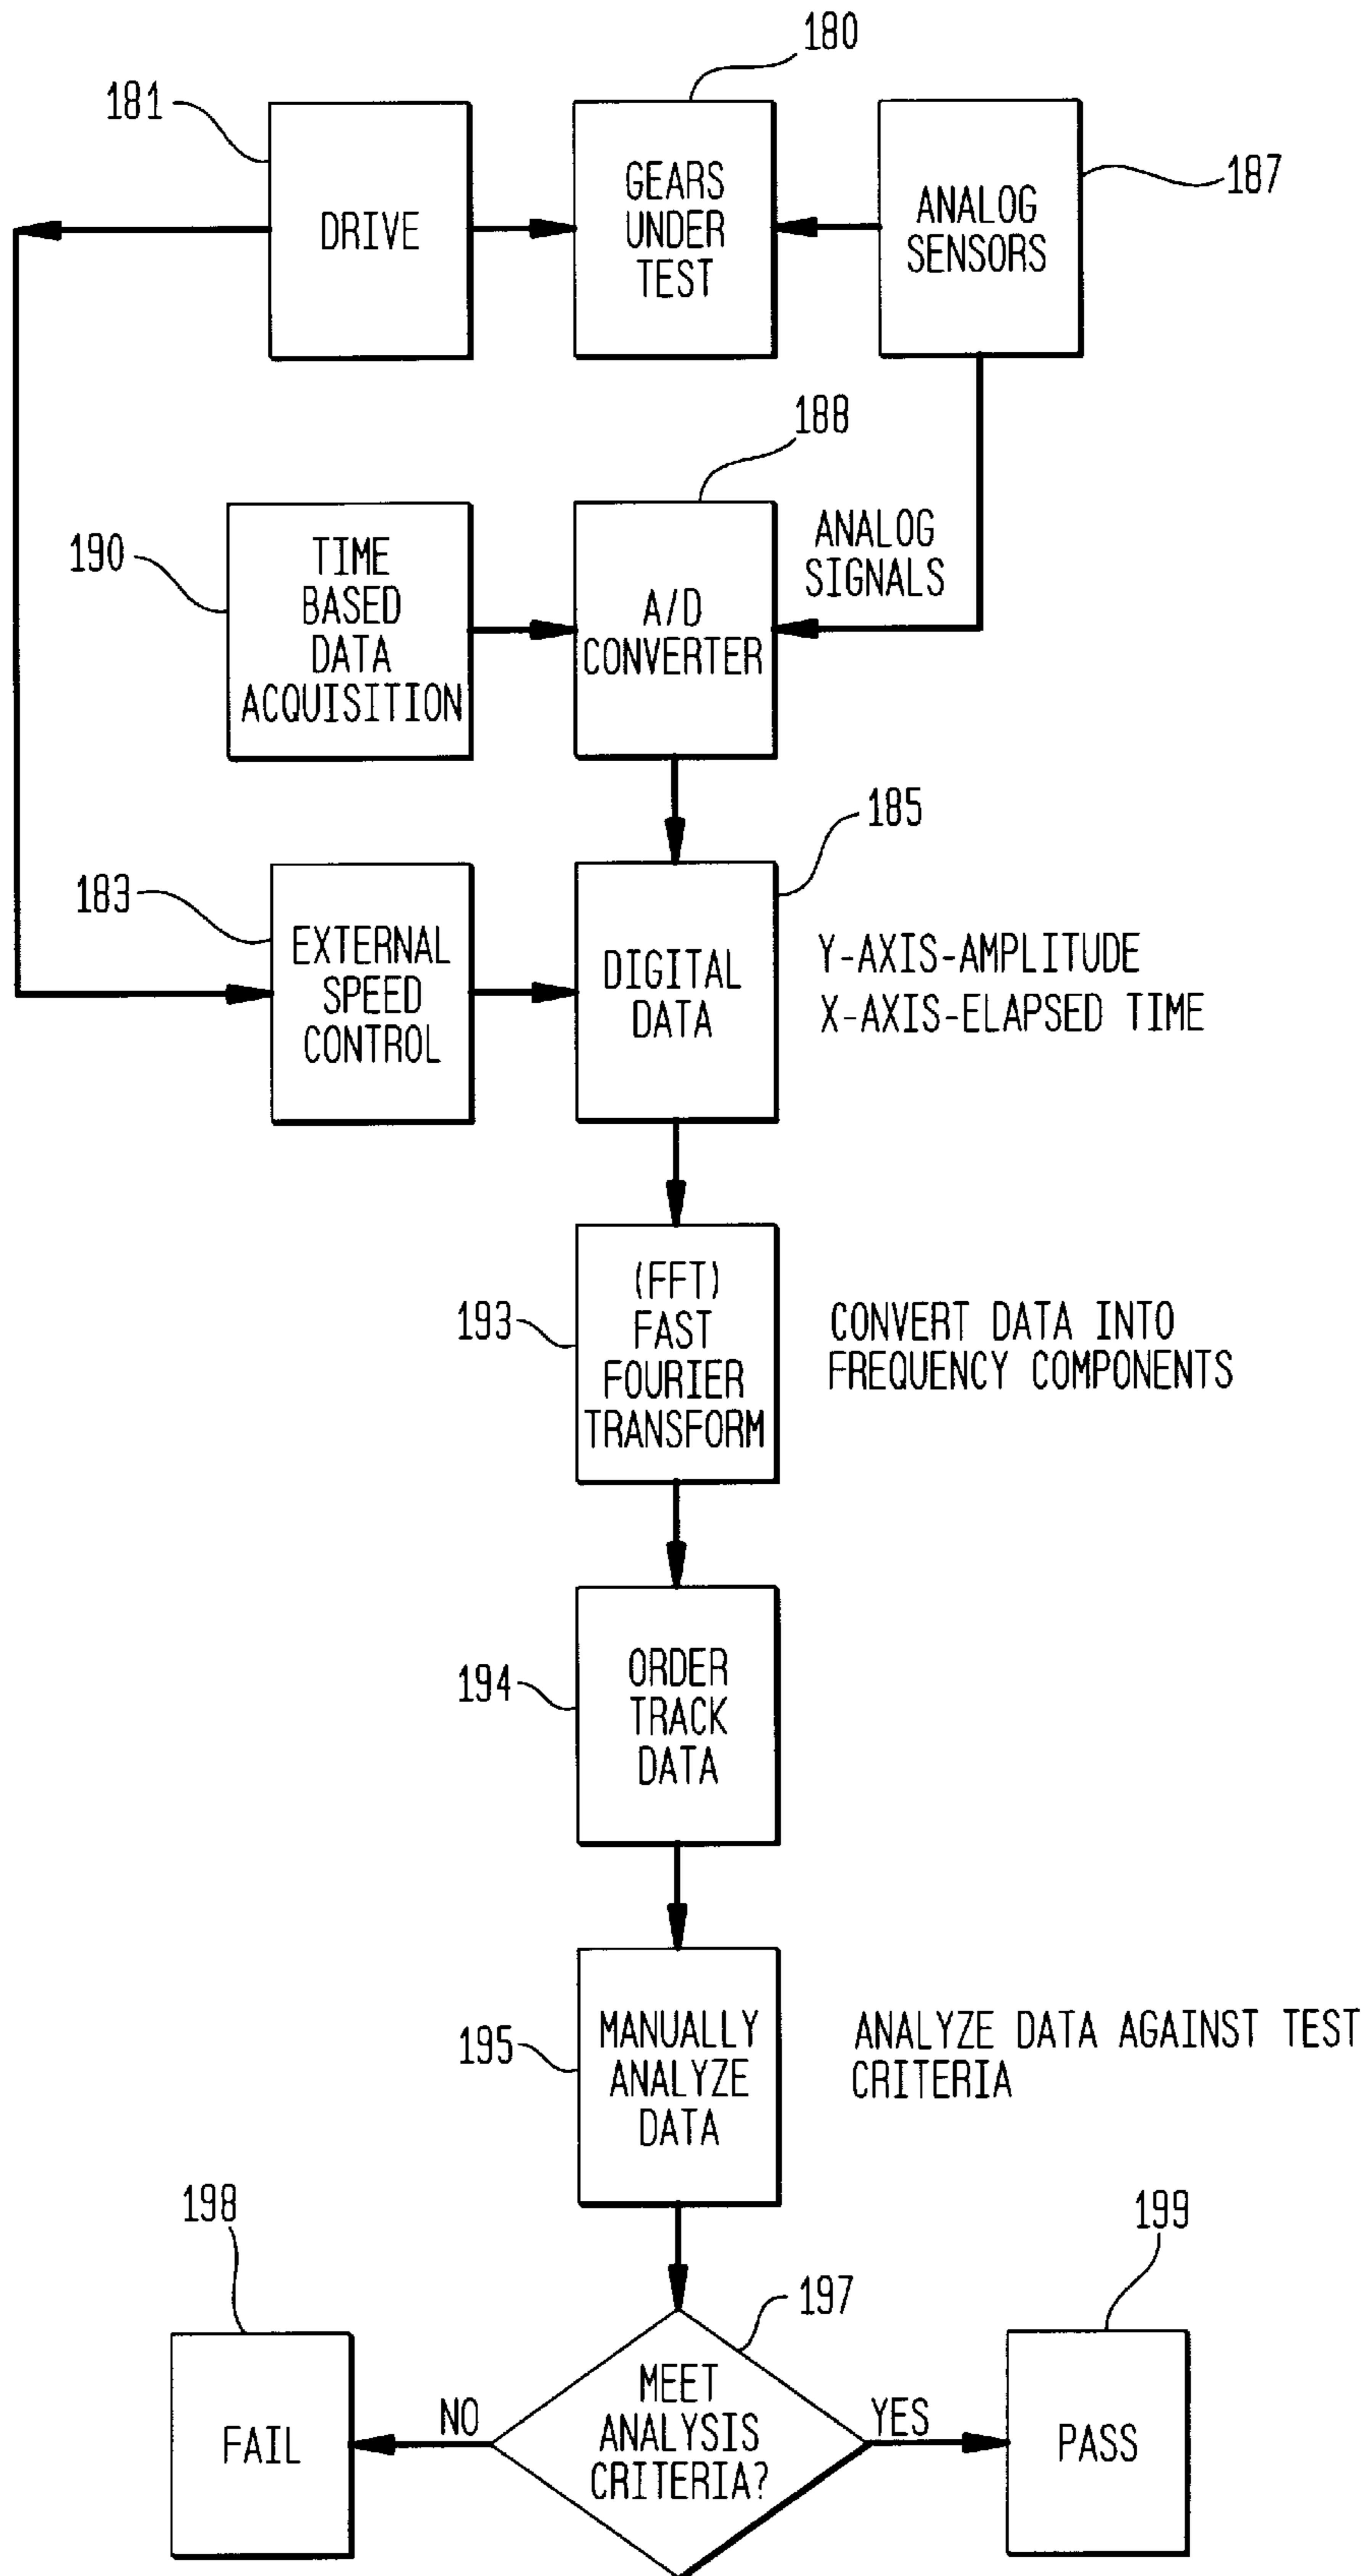 180
181
187
DRIVE
GEARS
UNDER
TEST
ANALOG
SENSORS
188
190
TIME
BASED
DATA
ACQUISITION
A/D
CONVERTER
ANALOG
SIGNALS
185
183
EXTERNAL
SPEED
CONTROL
DIGITAL
DATA
Y-AXIS-AMPLITUDE
X-AXIS-ELAPSED TIME
193
(FFT)
FAST
FOURIER
TRANSFORM
CONVERT DATA INTO
FREQUENCY COMPONENTS
194
ORDER
TRACK
DATA
195
MANUALLY
ANALYZE
DATA
ANALYZE DATA AGAINST TEST
CRITERIA
198
199
197
FAIL
NO
MEET
ANALYSIS
CRITERIA?
YES
PASS